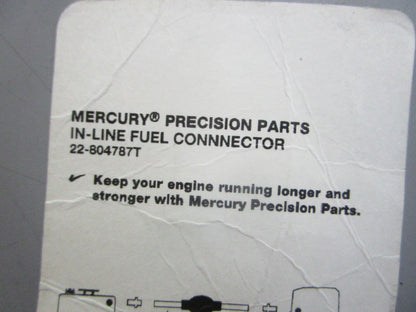 MERCURY® PRECISION PARTS
IN-LINE FUEL CONNNECTOR
22-804787T
✓ Keep your engine running longer and
stronger with Mercury Precision Parts.